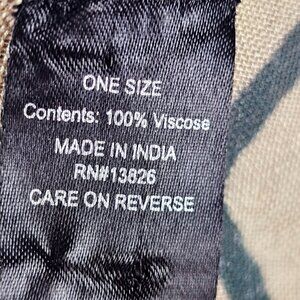 ONE SIZE
Contents: 100% Viscose
MADE IN INDIA
RN#13826
CARE ON REVERSE